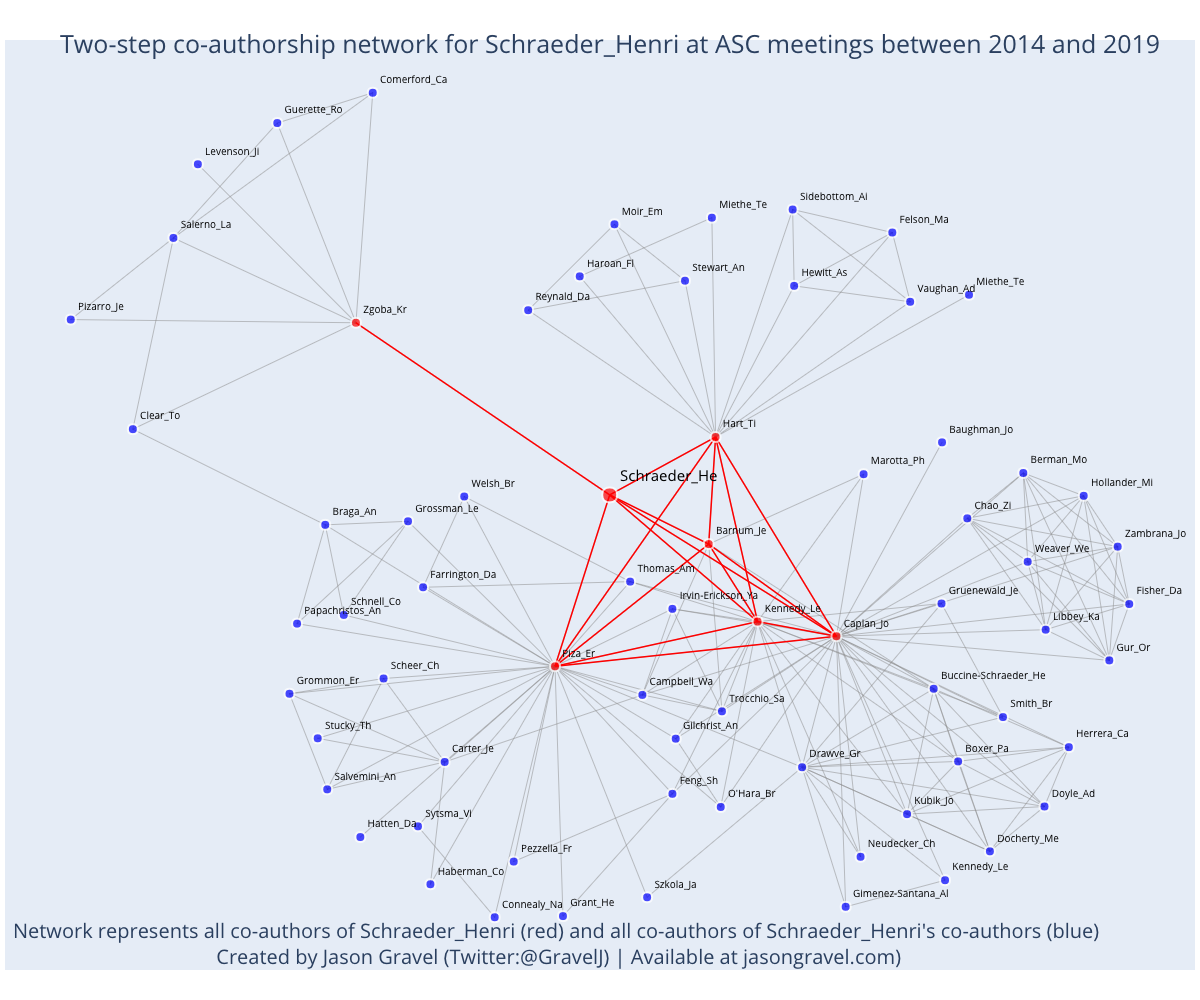 Two-step co-authorship network for Schraeder_Henri at ASC meetings between 2014 and 2019
Comerford_Ca
Guerette_Ro
Levenson_Ji
Salerno_La
Sidebottom_Al
Miethe_Te
Moir_Em
Felson_Ma
Haroan_Fl
Stewart_An
Hewitt_As
Miethe_Te
Vaughan_Ad
Reynald_Da
Pizarro_Je
Zgoba_Kr
Clear_To
Hart_Ti
Baughman_Jo
Marotta_Ph
Berman_Mo
Schraeder_He
Welsh_Br
Hollander_Mi
Grossman_Le
Braga_An
Chao_Zi
Barnum_Je
Zambrana_Jo
Weaver_We
Thomas_Am
Farrington_Da
Gruenewald_Je
Fisher_Da
Irvin-Erickson_Ya
Schnell_Co
Papachristos_An
Kennedy_Le
Caplan_Jo
Libbey_Ka
Gur_Or
Piza_Er
Scheer_Ch
Grommon_Er
Campbell_Wa
Buccine-Schraeder_He
Trocchio_Sa
Smith_Br
Stucky_Th
Gilchrist_An
Herrera_Ca
Carter_Je
Drawve_Gr
Boxer_Pa
Salvemini_An
Feng_Sh
O'Hara_Br
Kubik_Jo
Doyle_Ad
Hatten_Da
Sytsma_Vi
Pezzella_Fr
Neudecker_Ch
Docherty_Me
Haberman_Co
Kennedy_Le
Szkola_Ja
Gimenez-Santana_Al
Connealy_Na
Grant_He
Network represents all co-authors of Schraeder_Henri (red) and all co-authors of Schraeder_Henri's co-authors (blue)
Created by Jason Gravel (Twitter:@GravelJ) | Available at jasongravel.com)